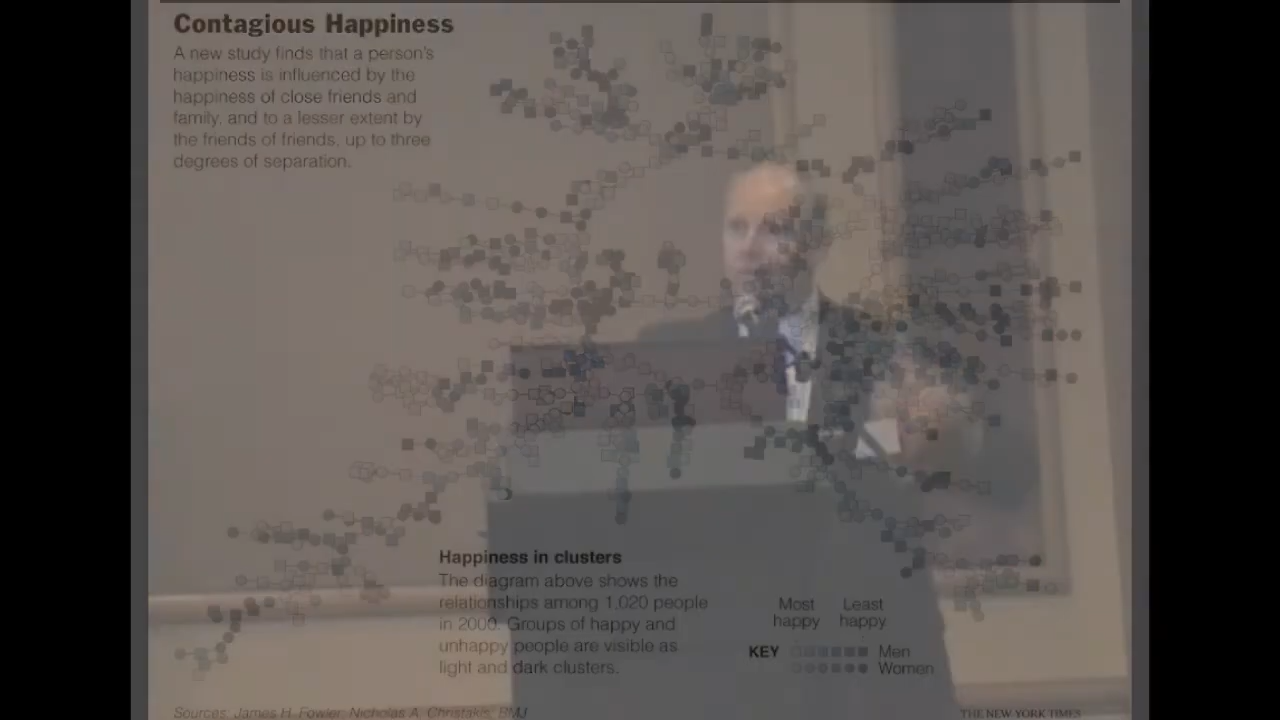 Contagious Happiness
A new study finds that a person's
happiness is influenced by the
happiness of close friends and
family, and to a lesser extent by
the friends of friends, up to three
degrees of separation.
Happiness in clusters
The diagram above shows the
relationships among 1,020 people
in 2000. Groups of happy and
unhappy people are visible as
light and dark clusters.
Most Least
happy happy
KEY Men
Women
Sources: James H. Fowler; Nicholas A. Christakis; BMJ
THE NEW YORK TIMES